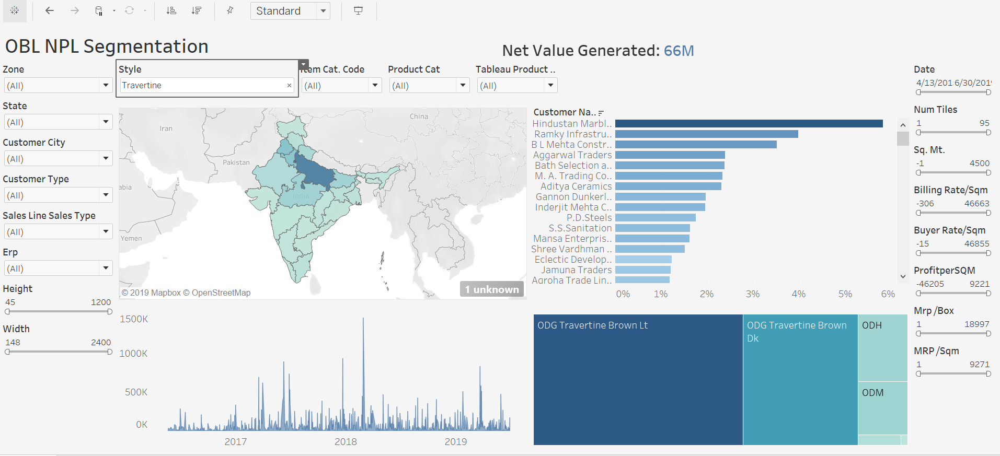 Standard
OBL NPL Segmentation
Net Value Generated: 66M
Zone
(All)
Style
Travertine
Item Cat. Code
(All)
Product Cat
(All)
Tableau Product ..
(All)
State
(All)
Customer City
(All)
Customer Type
(All)
Sales Line Sales Type
(All)
Erp
(All)
Height
45 1200
Width
148 2400
Iran
China
Pakistan
abia
India
Yemen
© 2019 Mapbox © OpenStreetMap
1 unknown
Customer Na..
Hindustan Marbl..
Ramky Infrastru..
B L Mehta Constr..
Aggarwal Traders
Bath Selection a..
M. A. Trading Co..
Aditya Ceramics
Gannon Dunkerl..
Inderjit Mehta C..
P.D.Steels
S.S.Sanitation
Mansa Enterpris..
Shree Vardhman ..
Eclectic Develop..
Jamuna Traders
Agroha Trade Lin..
0% 1% 2% 3% 4% 5% 6%
1500K
1000K
500K
0K
2017 2018 2019
ODG Travertine Brown Lt
ODG Travertine Brown
Dk
ODH
ODM
Date
4/13/201 6/30/201
Num Tiles
1 95
Sq. Mt.
-1 4500
Billing Rate/Sqm
-306 46663
Buyer Rate/Sqm
-15 46855
ProfitperSQM
-46205 9221
Mrp /Box
1 18997
MRP /Sqm
1 9271